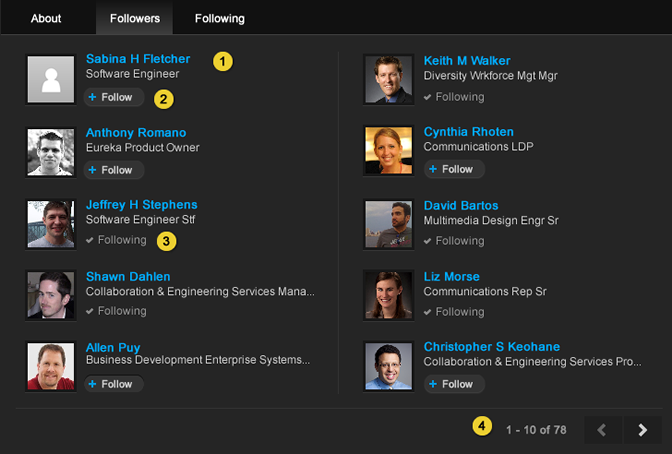 About Followers Following
Sabina H Fletcher 1
Software Engineer
+ Follow 2
Anthony Romano
Eureka Product Owner
+ Follow
Jeffrey H Stephens
Software Engineer Stf
✓ Following 3
Shawn Dahlen
Collaboration & Engineering Services Mana...
✓ Following
Allen Puy
Business Development Enterprise Systems...
+ Follow
Keith M Walker
Diversity Wrkforce Mgt Mgr
✓ Following
Cynthia Rhoten
Communications LDP
+ Follow
David Bartos
Multimedia Design Engr Sr
✓ Following
Liz Morse
Communications Rep Sr
✓ Following
Christopher S Keohane
Collaboration & Engineering Services Pro...
+ Follow
4 1 - 10 of 78